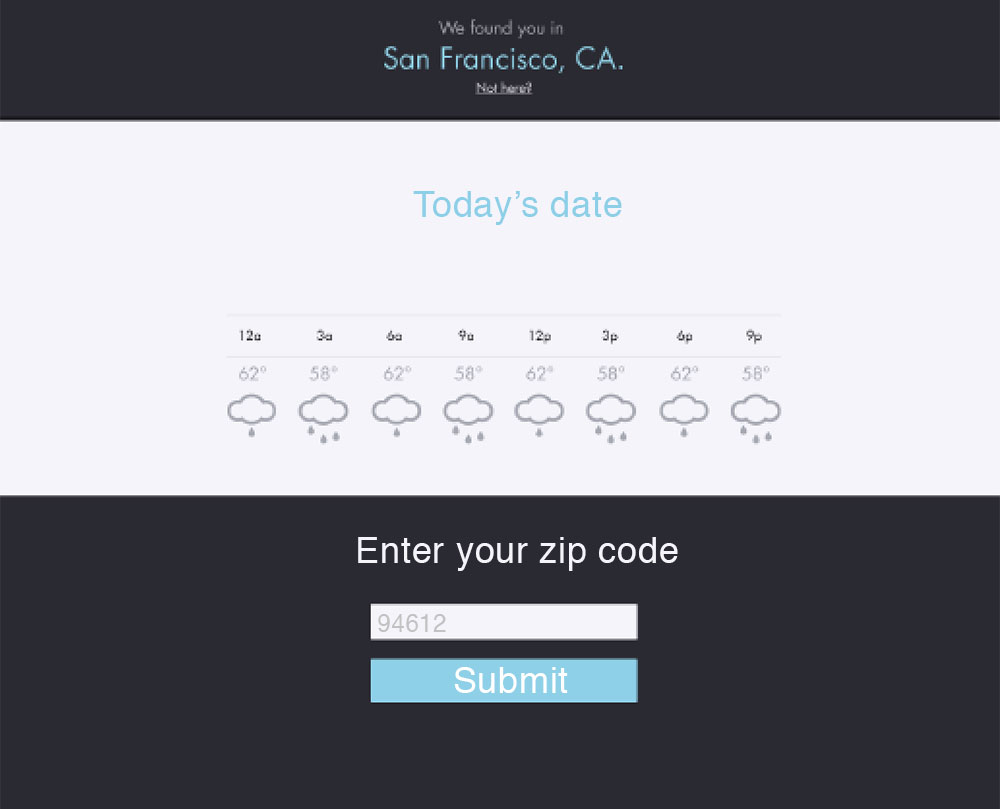 We found you in
San Francisco, CA.
Not here?
Today’s date
12a 3a 6a 9a 12p 3p 6p 9p
62° 58° 62° 58° 62° 58° 62° 58°
Enter your zip code
94612
Submit